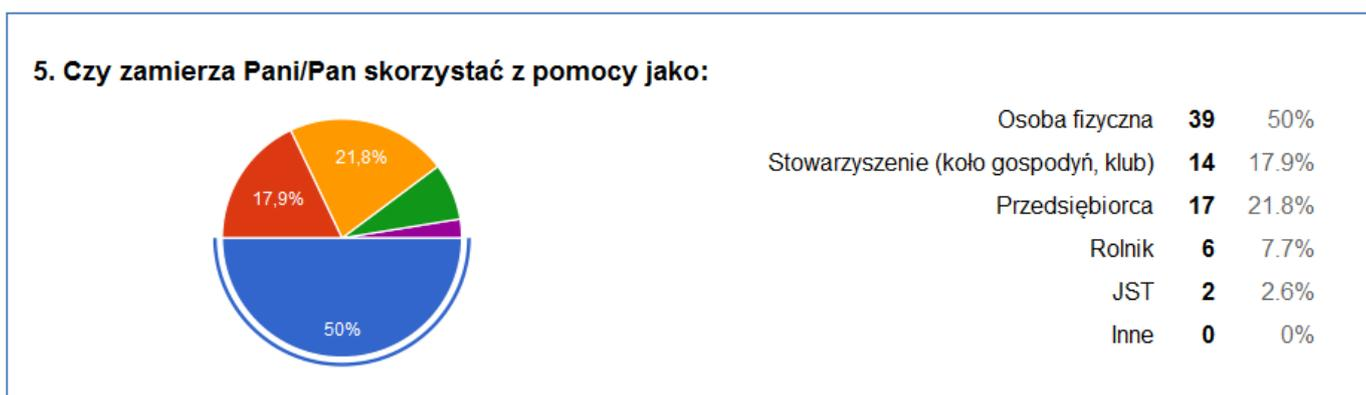 5. Czy zamierza Pani/Pan skorzystać z pomocy jako:
21,8%
17,9%
50%
Osoba fizyczna 39 50%
Stowarzyszenie (koło gospodyń, klub) 14 17.9%
Przedsiębiorca 17 21.8%
Rolnik 6 7.7%
JST 2 2.6%
Inne 0 0%